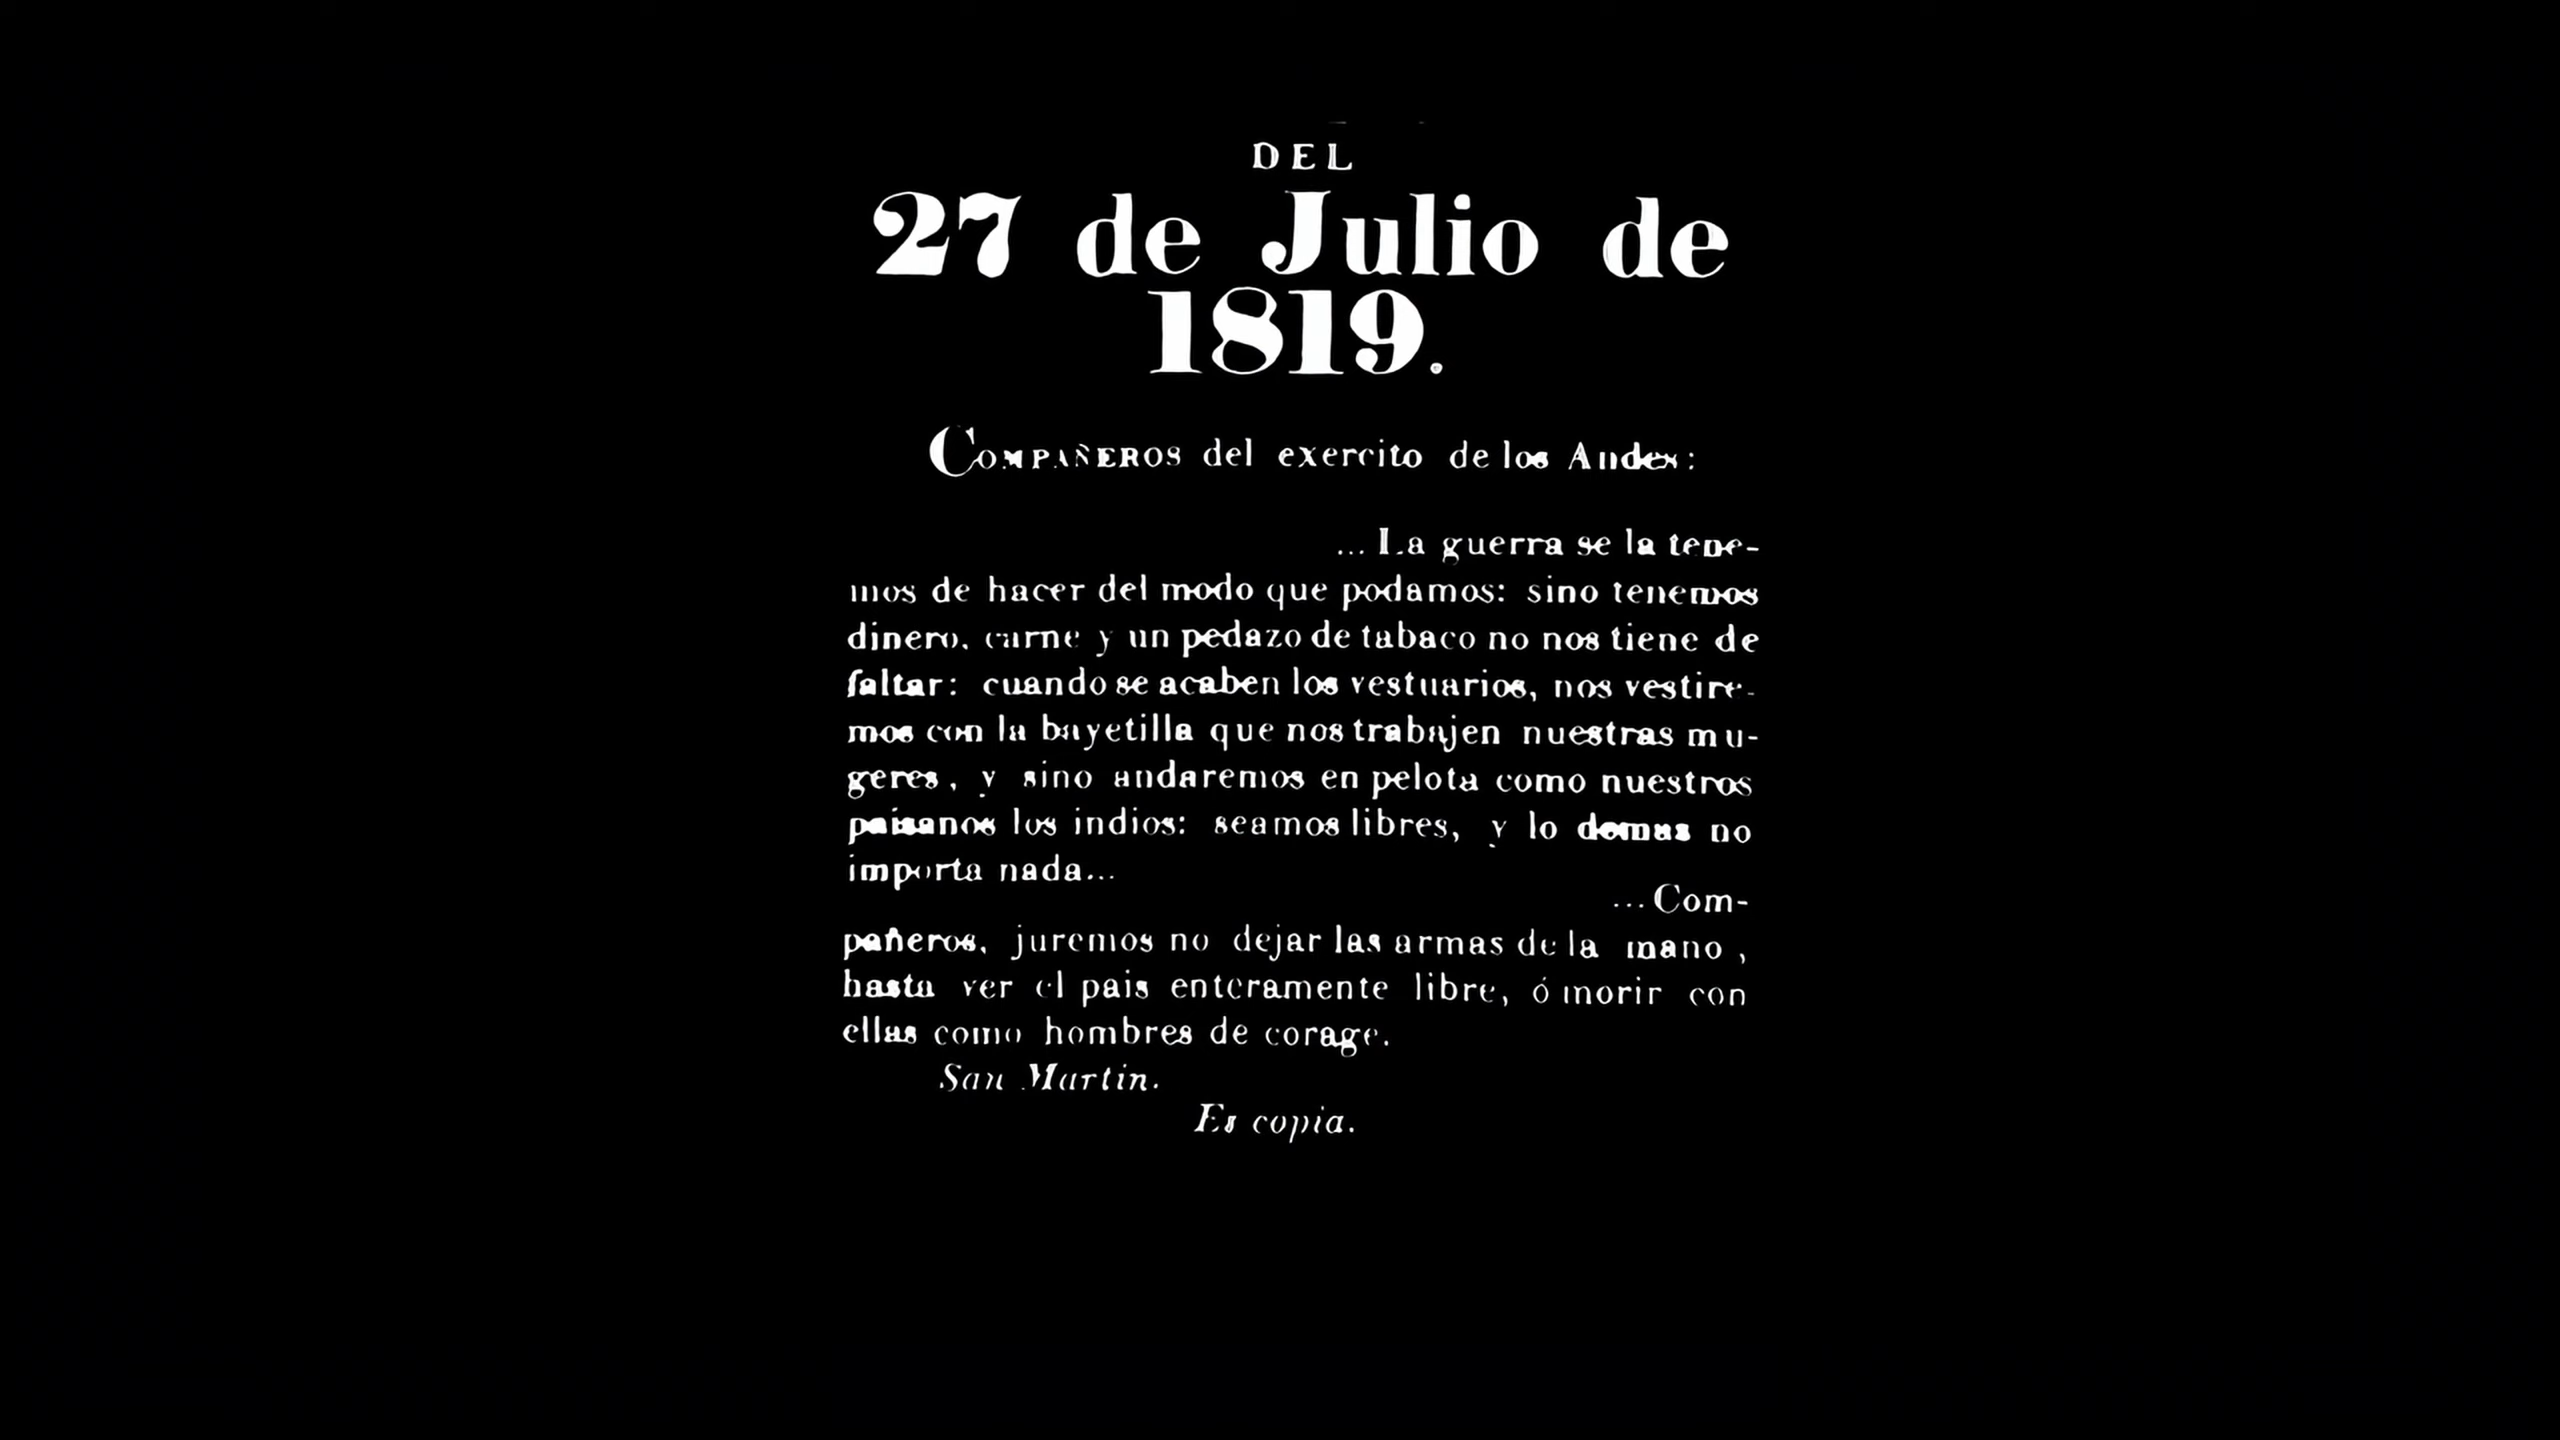 DEL
27 de Julio de
1819.
COMPAÑEROS del exercito de los Andes:
... La guerra se la tene-
mos de hacer del modo que podamos: sino tenemos
dinero, carne y un pedazo de tabaco no nos tiene de
faltar: cuando se acaben los vestuarios, nos vestire-
mos con la bayetilla que nos trabajen nuestras mu-
geres, y sino andaremos en pelota como nuestros
paisanos los indios: seamos libres, y lo demas no
importa nada...
...Com-
pañeros, juremos no dejar las armas de la mano,
hasta ver el pais enteramente libre, ó morir con
ellas como hombres de corage.
San Martin.
Es copia.